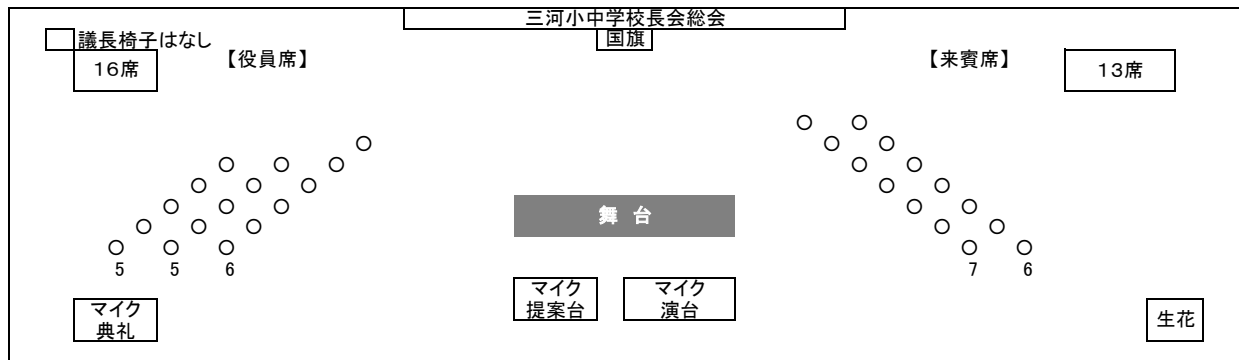 三河小中学校長会総会
国旗
議長椅子はなし
16席
【役員席】
【来賓席】
13席
舞 台
5 5 6
7 6
マイク
典礼
マイク
提案台
マイク
演台
生花